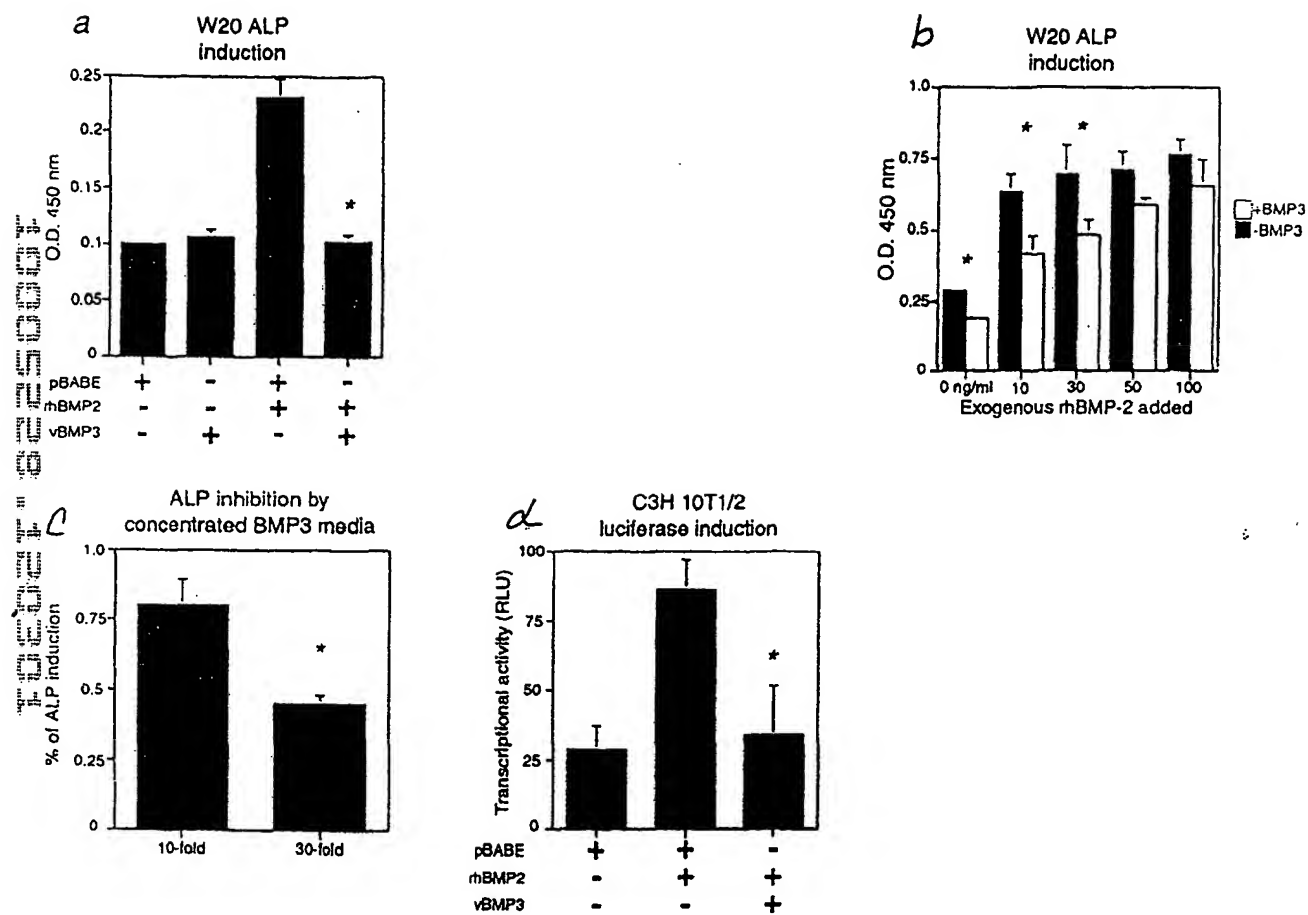 a
W20 ALP
induction
0.25
0.2
0.15
0.1
0.05
0
O.D. 450 nm
pBABE + - + -
rhBMP2 - - + +
vBMP3 - + - +
*
b
W20 ALP
induction
1.0
0.75
0.5
0.25
0
O.D. 450 nm
* * *
+BMP3
-BMP3
0 ng/ml 10 30 50 100
Exogenous rhBMP-2 added
c
ALP inhibition by
concentrated BMP3 media
1.0
0.75
0.5
0.25
0
% of ALP induction
*
10-fold 30-fold
d
C3H 10T1/2
luciferase induction
100
75
50
25
0
Transcriptional activity (RLU)
*
pBABE + + -
rhBMP2 - + +
vBMP3 - - +